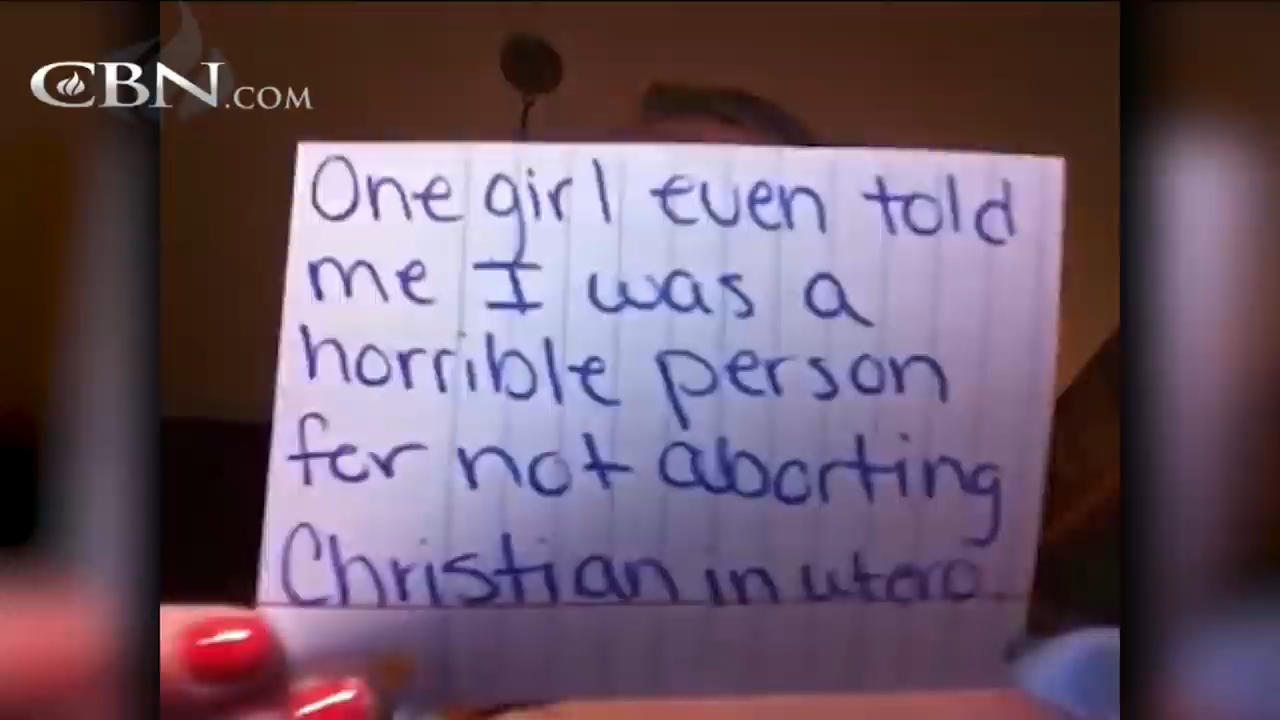 CBN.COM
One girl even told
me I was a
horrible person
for not aborting
Christian in utero